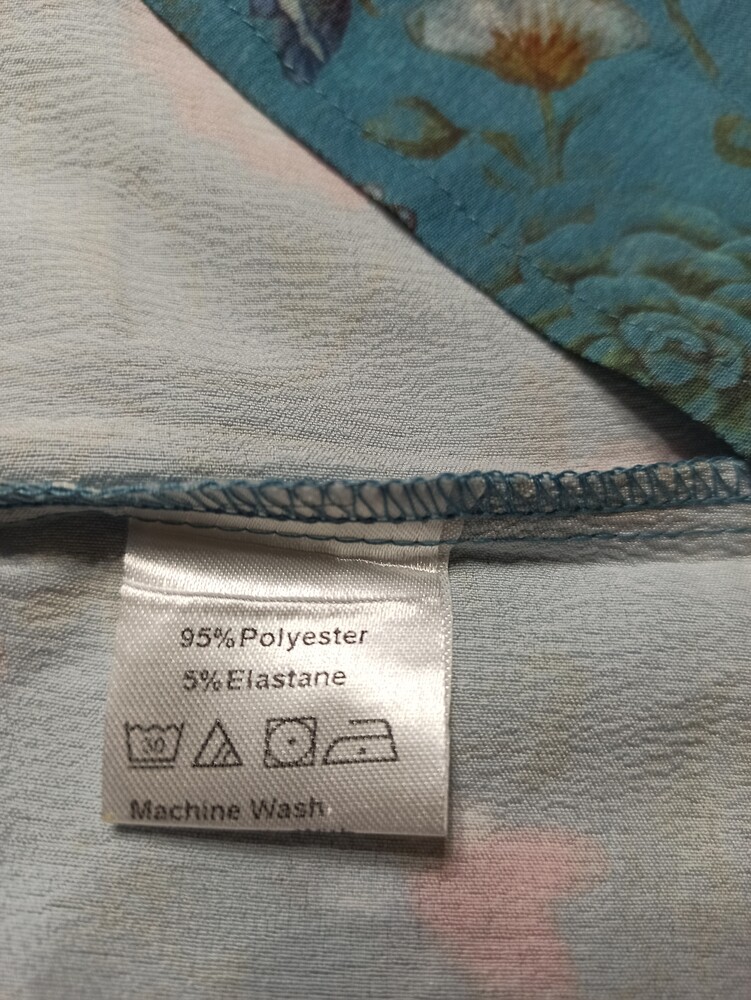 95%Polyester
5%Elastane
30
Machine Wash